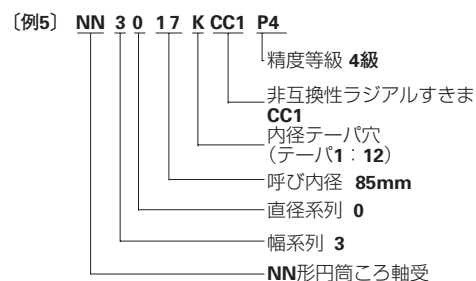 〔例5〕 NN 3 0 17 K CC1 P4
精度等級 4級
非互換性ラジアルすきま
CC1
内径テーパ穴
（テーパ1：12）
呼び内径 85mm
直径系列 0
幅系列 3
NN形円筒ころ軸受